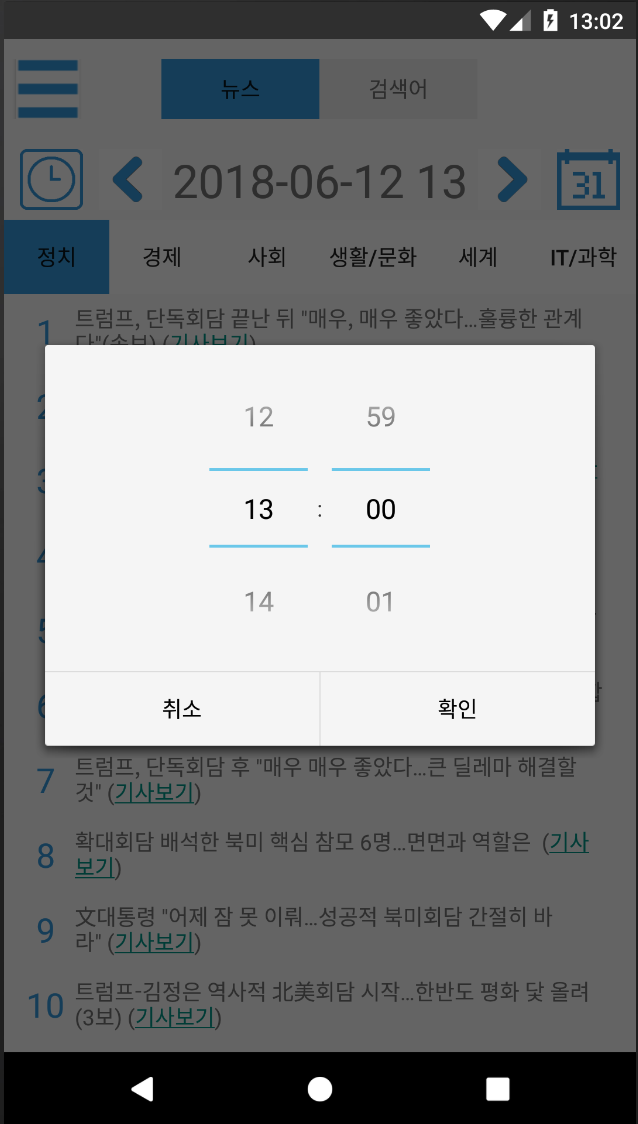 13:02
뉴스 검색어
2018-06-12 13
31
정치 경제 사회 생활/문화 세계 IT/과학
1 트럼프, 단독회담 끝난 뒤 "매우, 매우 좋았다...훌륭한 관계
다"(속보) (기사보기)
12 59
13 : 00
14 01
취소 확인
7 트럼프, 단독회담 후 "매우 매우 좋았다...큰 딜레마 해결할
것" (기사보기)
8 확대회담 배석한 북미 핵심 참모 6명...면면과 역할은 (기사
보기)
9 文대통령 "어제 잠 못 이뤄...성공적 북미회담 간절히 바
라" (기사보기)
10 트럼프-김정은 역사적 北美회담 시작...한반도 평화 닻 올려
(3보) (기사보기)